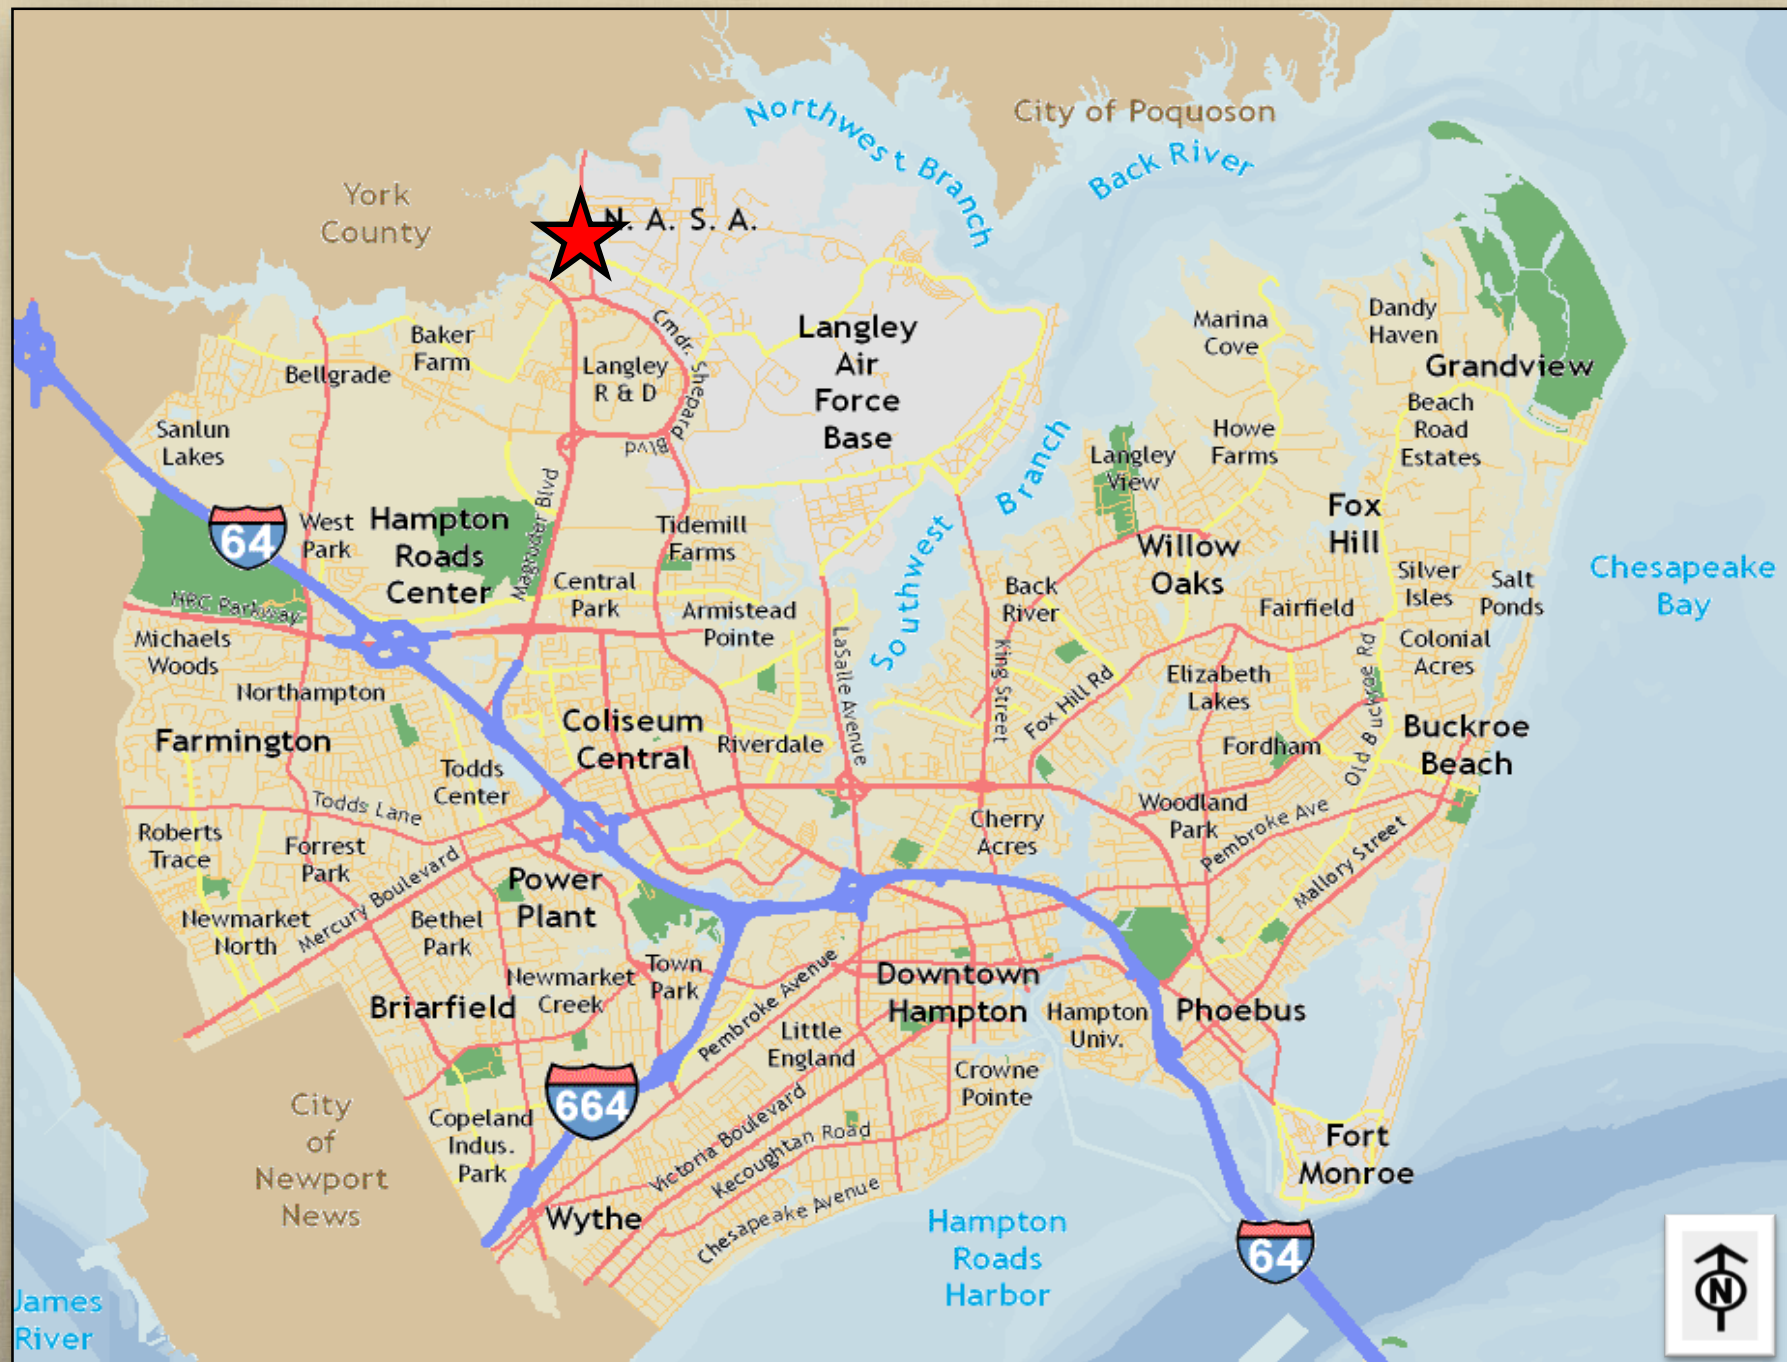 City of Poquoson
Northwest Branch
Back River
York
County
N. A. S. A.
Langley
Air
Force
Base
Marina
Cove
Dandy
Haven
Grandview
Baker
Farm
Bellgrade
Langley
R & D
Cmdr. Shepard
Blvd
Beach
Road
Estates
Howe
Farms
Langley
View
Sanlun
Lakes
Branch
Southwest
Magruder Blvd
64
West
Park
Hampton
Roads
Center
Tidemill
Farms
Fox
Hill
Willow
Oaks
Chesapeake
Bay
Silver
Isles
Salt
Ponds
Back
River
Fairfield
Central
Park
Armistead
Pointe
HRC Parkway
Michaels
Woods
Colonial
Acres
LaSalle Avenue
King Street
Fox Hill Rd
Old Buckroe Rd
Elizabeth
Lakes
Northampton
Farmington
Coliseum
Central
Riverdale
Fordham
Buckroe
Beach
Todds
Center
Todds Lane
Woodland
Park
Pembroke Ave
Mallory Street
Cherry
Acres
Roberts
Trace
Forrest
Park
Mercury Boulevard
Power
Plant
Newmarket
North
Bethel
Park
Newmarket
Creek
Town
Park
Pembroke Avenue
Downtown
Hampton
Briarfield
Hampton
Univ.
Phoebus
Little
England
Crowne
Pointe
664
City
of
Newport
News
Copeland
Indus.
Park
Victoria Boulevard
Kecoughtan Road
Chesapeake Avenue
Wythe
Fort
Monroe
Hampton
Roads
Harbor
64
James
River
N